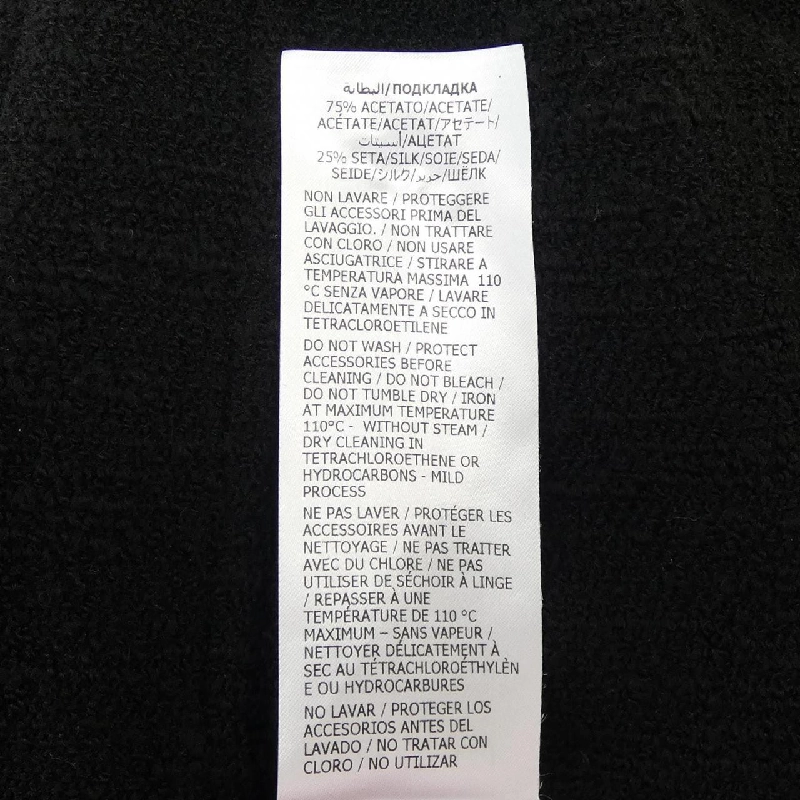 البطانة/ПОДКЛАДКА
75% ACETATO/ACETATE/
ACÉTATE/ACETAT/アセテート/
أسيتات/АЦЕТАТ
25% SETA/SILK/SOIE/SEDA/
SEIDE/シルク/حرير/ШЁЛК
NON LAVARE / PROTEGGERE
GLI ACCESSORI PRIMA DEL
LAVAGGIO. / NON TRATTARE
CON CLORO / NON USARE
ASCIUGATRICE / STIRARE A
TEMPERATURA MASSIMA 110
°C SENZA VAPORE / LAVARE
DELICATAMENTE A SECCO IN
TETRACLOROETILENE
DO NOT WASH / PROTECT
ACCESSORIES BEFORE
CLEANING / DO NOT BLEACH /
DO NOT TUMBLE DRY / IRON
AT MAXIMUM TEMPERATURE
110°C - WITHOUT STEAM /
DRY CLEANING IN
TETRACHLOROETHENE OR
HYDROCARBONS - MILD
PROCESS
NE PAS LAVER / PROTÉGER LES
ACCESSOIRES AVANT LE
NETTOYAGE / NE PAS TRAITER
AVEC DU CHLORE / NE PAS
UTILISER DE SÉCHOIR À LINGE
/ REPASSER À UNE
TEMPÉRATURE DE 110 °C
MAXIMUM – SANS VAPEUR /
NETTOYER DÉLICATEMENT À
SEC AU TÉTRACHLOROÉTHYLÈN
E OU HYDROCARBURES
NO LAVAR / PROTEGER LOS
ACCESORIOS ANTES DEL
LAVADO / NO TRATAR CON
CLORO / NO UTILIZAR